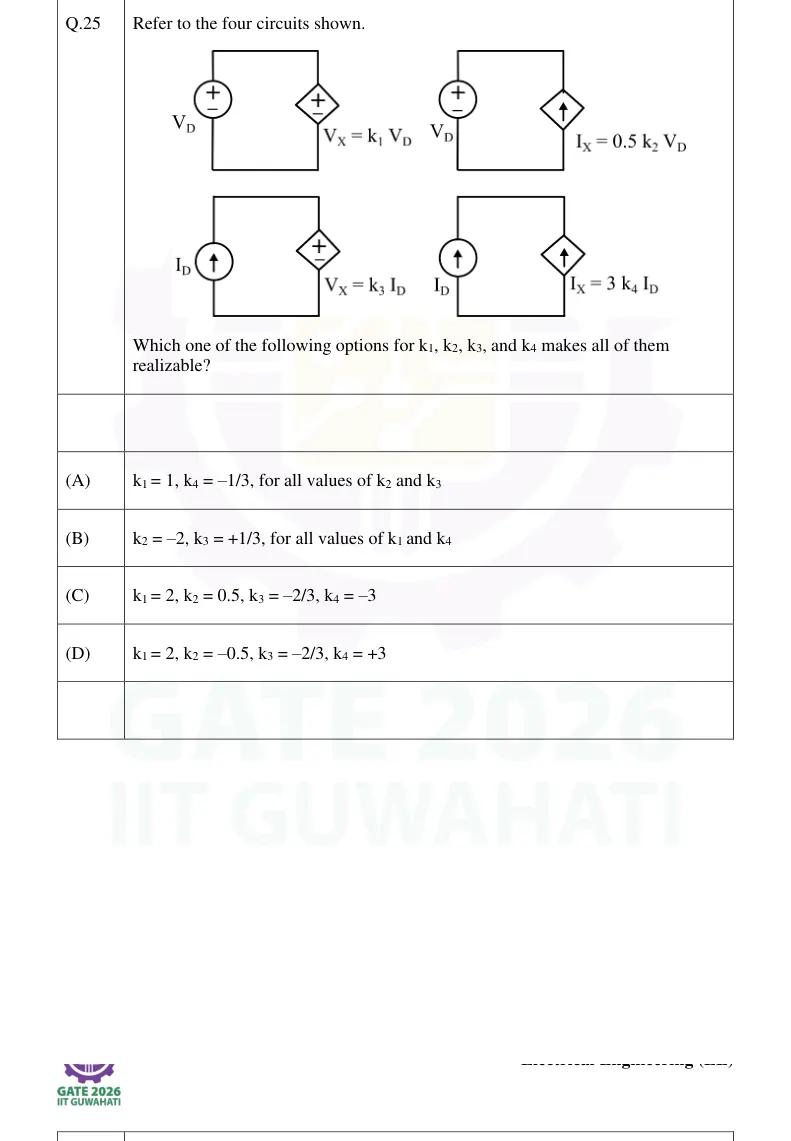 Q.25 Refer to the four circuits shown.
V_D
V_X = k₁ V_D
V_D
I_X = 0.5 k₂ V_D
I_D
V_X = k₃ I_D
I_D
I_X = 3 k₄ I_D
Which one of the following options for k₁, k₂, k₃, and k₄ makes all of them
realizable?
(A) k₁ = 1, k₄ = –1/3, for all values of k₂ and k₃
(B) k₂ = –2, k₃ = +1/3, for all values of k₁ and k₄
(C) k₁ = 2, k₂ = 0.5, k₃ = –2/3, k₄ = –3
(D) k₁ = 2, k₂ = –0.5, k₃ = –2/3, k₄ = +3
GATE 2026
IIT GUWAHATI
GATE 2026
IIT GUWAHATI